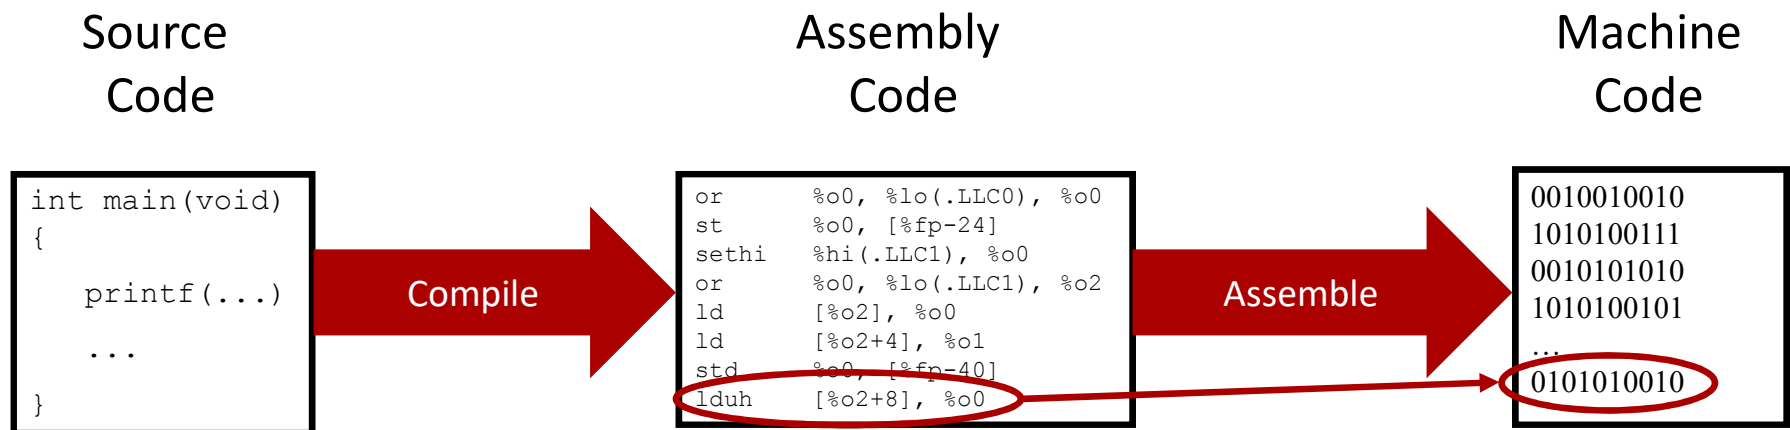 Source
Code
Assembly
Code
Machine
Code
int main(void)
{
printf(...)
...
}
Compile
or %o0, %lo(.LLC0), %o0
st %o0, [%fp-24]
sethi %hi(.LLC1), %o0
or %o0, %lo(.LLC1), %o2
ld [%o2], %o0
ld [%o2+4], %o1
std %o0, [%fp-40]
lduh [%o2+8], %o0
Assemble
0010010010
1010100111
0010101010
1010100101
...
0101010010